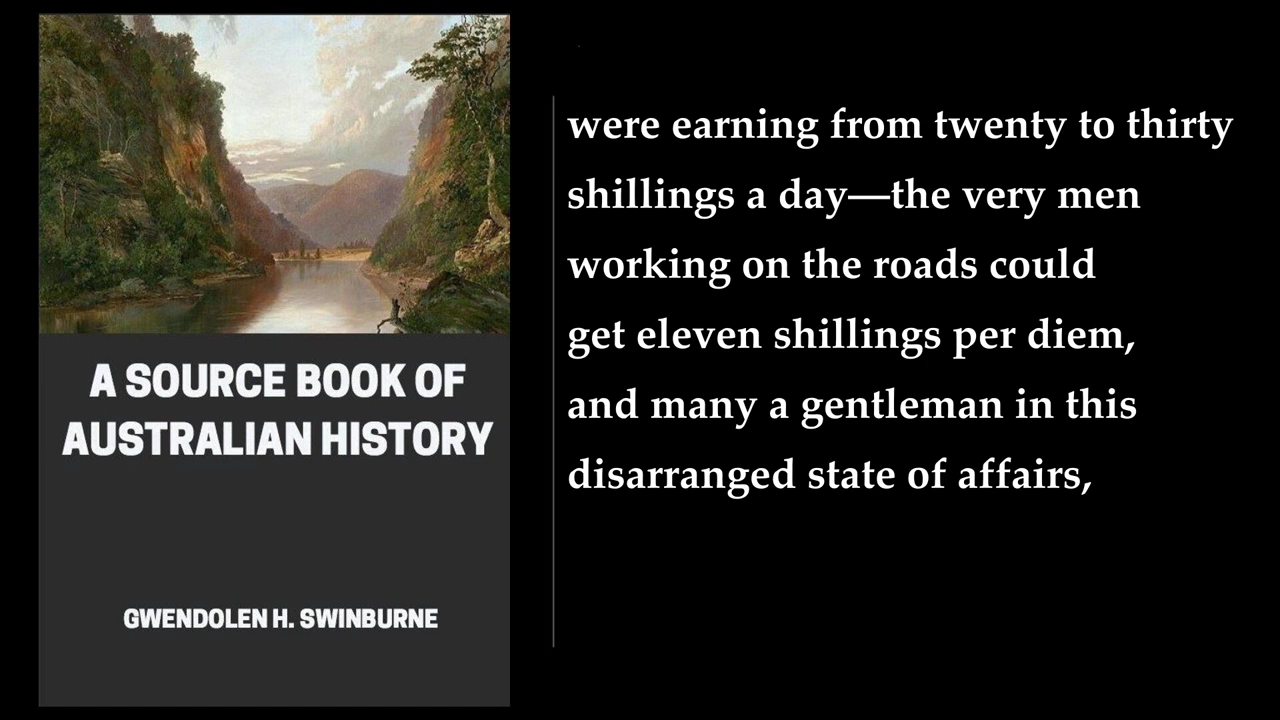 A SOURCE BOOK OF
AUSTRALIAN HISTORY
GWENDOLEN H. SWINBURNE
were earning from twenty to thirty
shillings a day—the very men
working on the roads could
get eleven shillings per diem,
and many a gentleman in this
disarranged state of affairs,